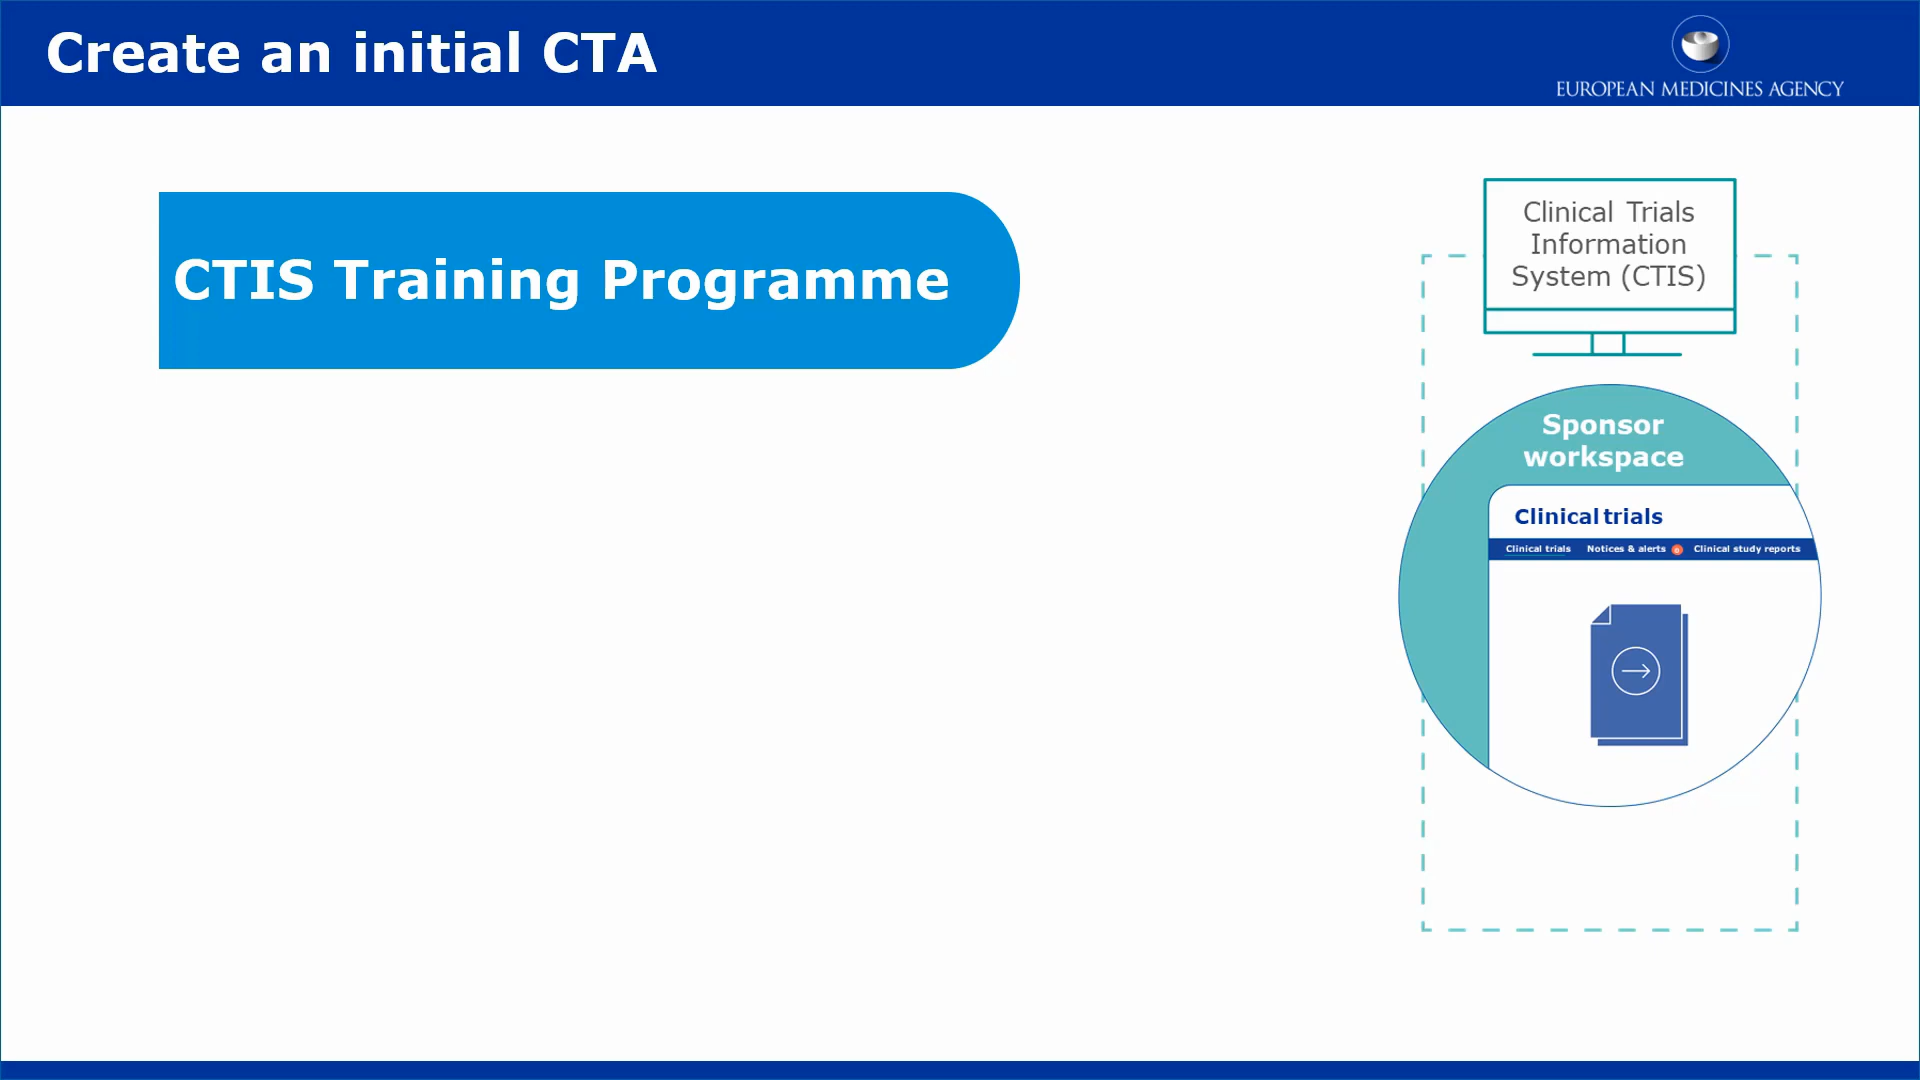 Create an initial CTA
EUROPEAN MEDICINES AGENCY
CTIS Training Programme
Clinical Trials
Information
System (CTIS)
Sponsor
workspace
Clinical trials
Clinical trials Notices & alerts 0 Clinical study reports